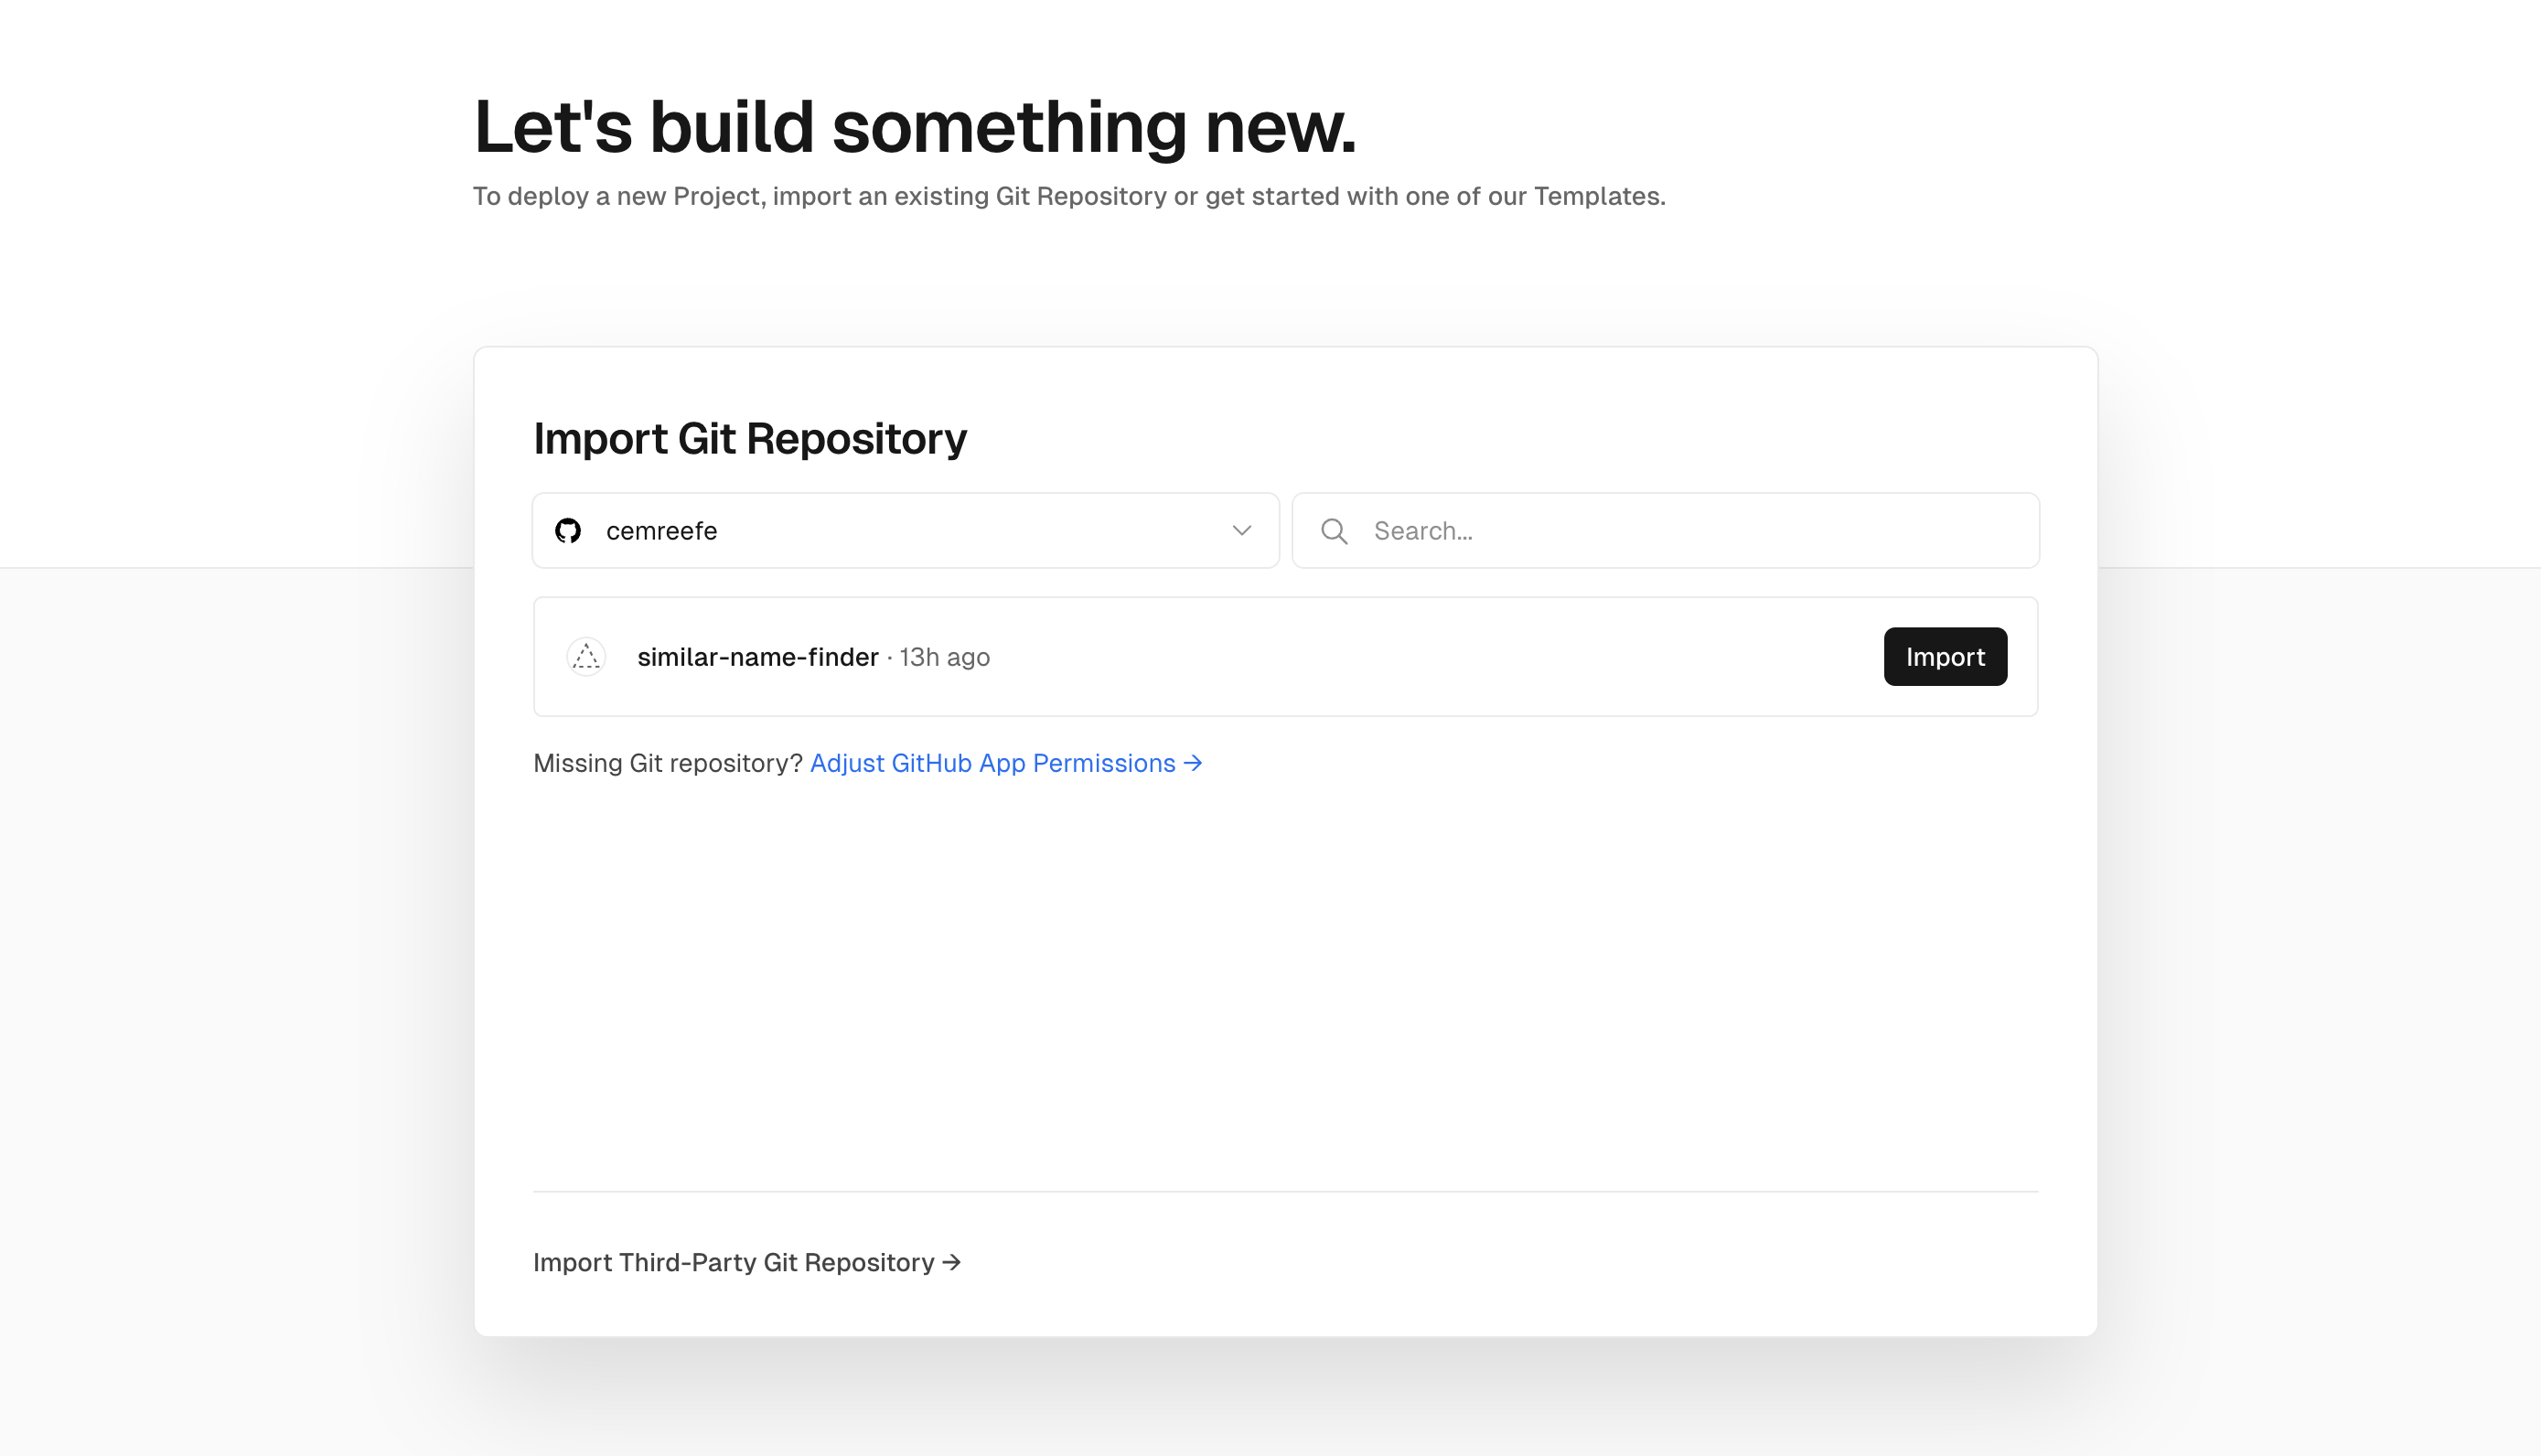 Let's build something new.
To deploy a new Project, import an existing Git Repository or get started with one of our Templates.
Import Git Repository
cemreefe
Search...
similar-name-finder · 13h ago
Import
Missing Git repository? Adjust GitHub App Permissions →
Import Third-Party Git Repository →